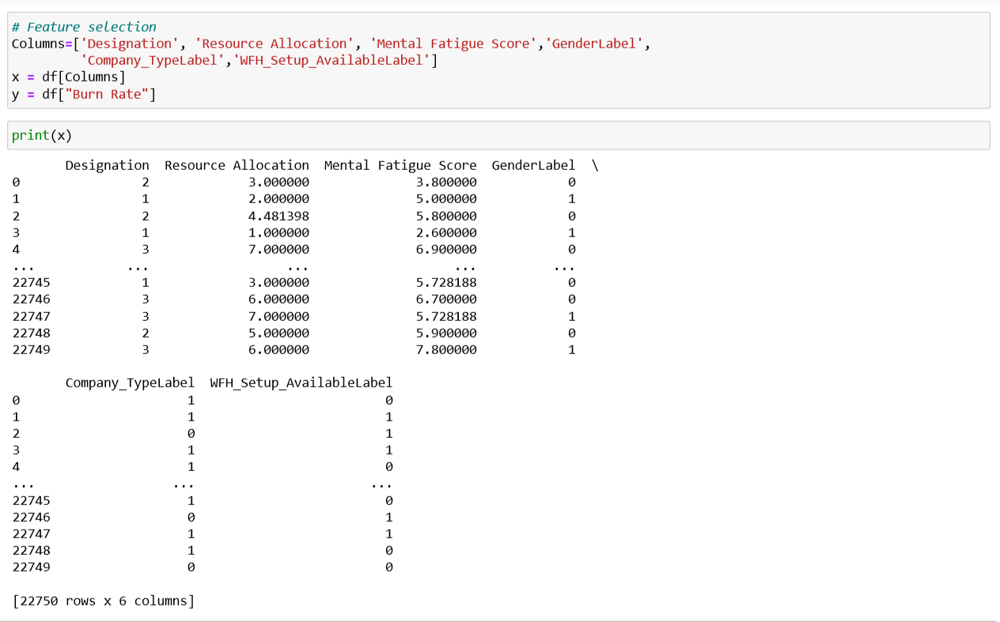 # Feature selection
Columns=['Designation', 'Resource Allocation', 'Mental Fatigue Score','GenderLabel',
         'Company_TypeLabel','WFH_Setup_AvailableLabel']
x = df[Columns]
y = df["Burn Rate"]
print(x)
       Designation  Resource Allocation  Mental Fatigue Score  GenderLabel  \
0                2             3.000000              3.800000            0
1                1             2.000000              5.000000            1
2                2             4.481398              5.800000            0
3                1             1.000000              2.600000            1
4                3             7.000000              6.900000            0
...            ...                  ...                   ...          ...
22745            1             3.000000              5.728188            0
22746            3             6.000000              6.700000            0
22747            3             7.000000              5.728188            1
22748            2             5.000000              5.900000            0
22749            3             6.000000              7.800000            1
       Company_TypeLabel  WFH_Setup_AvailableLabel
0                      1                         0
1                      1                         1
2                      0                         1
3                      1                         1
4                      1                         0
...                  ...                       ...
22745                  1                         0
22746                  0                         1
22747                  1                         1
22748                  1                         0
22749                  0                         0
[22750 rows x 6 columns]